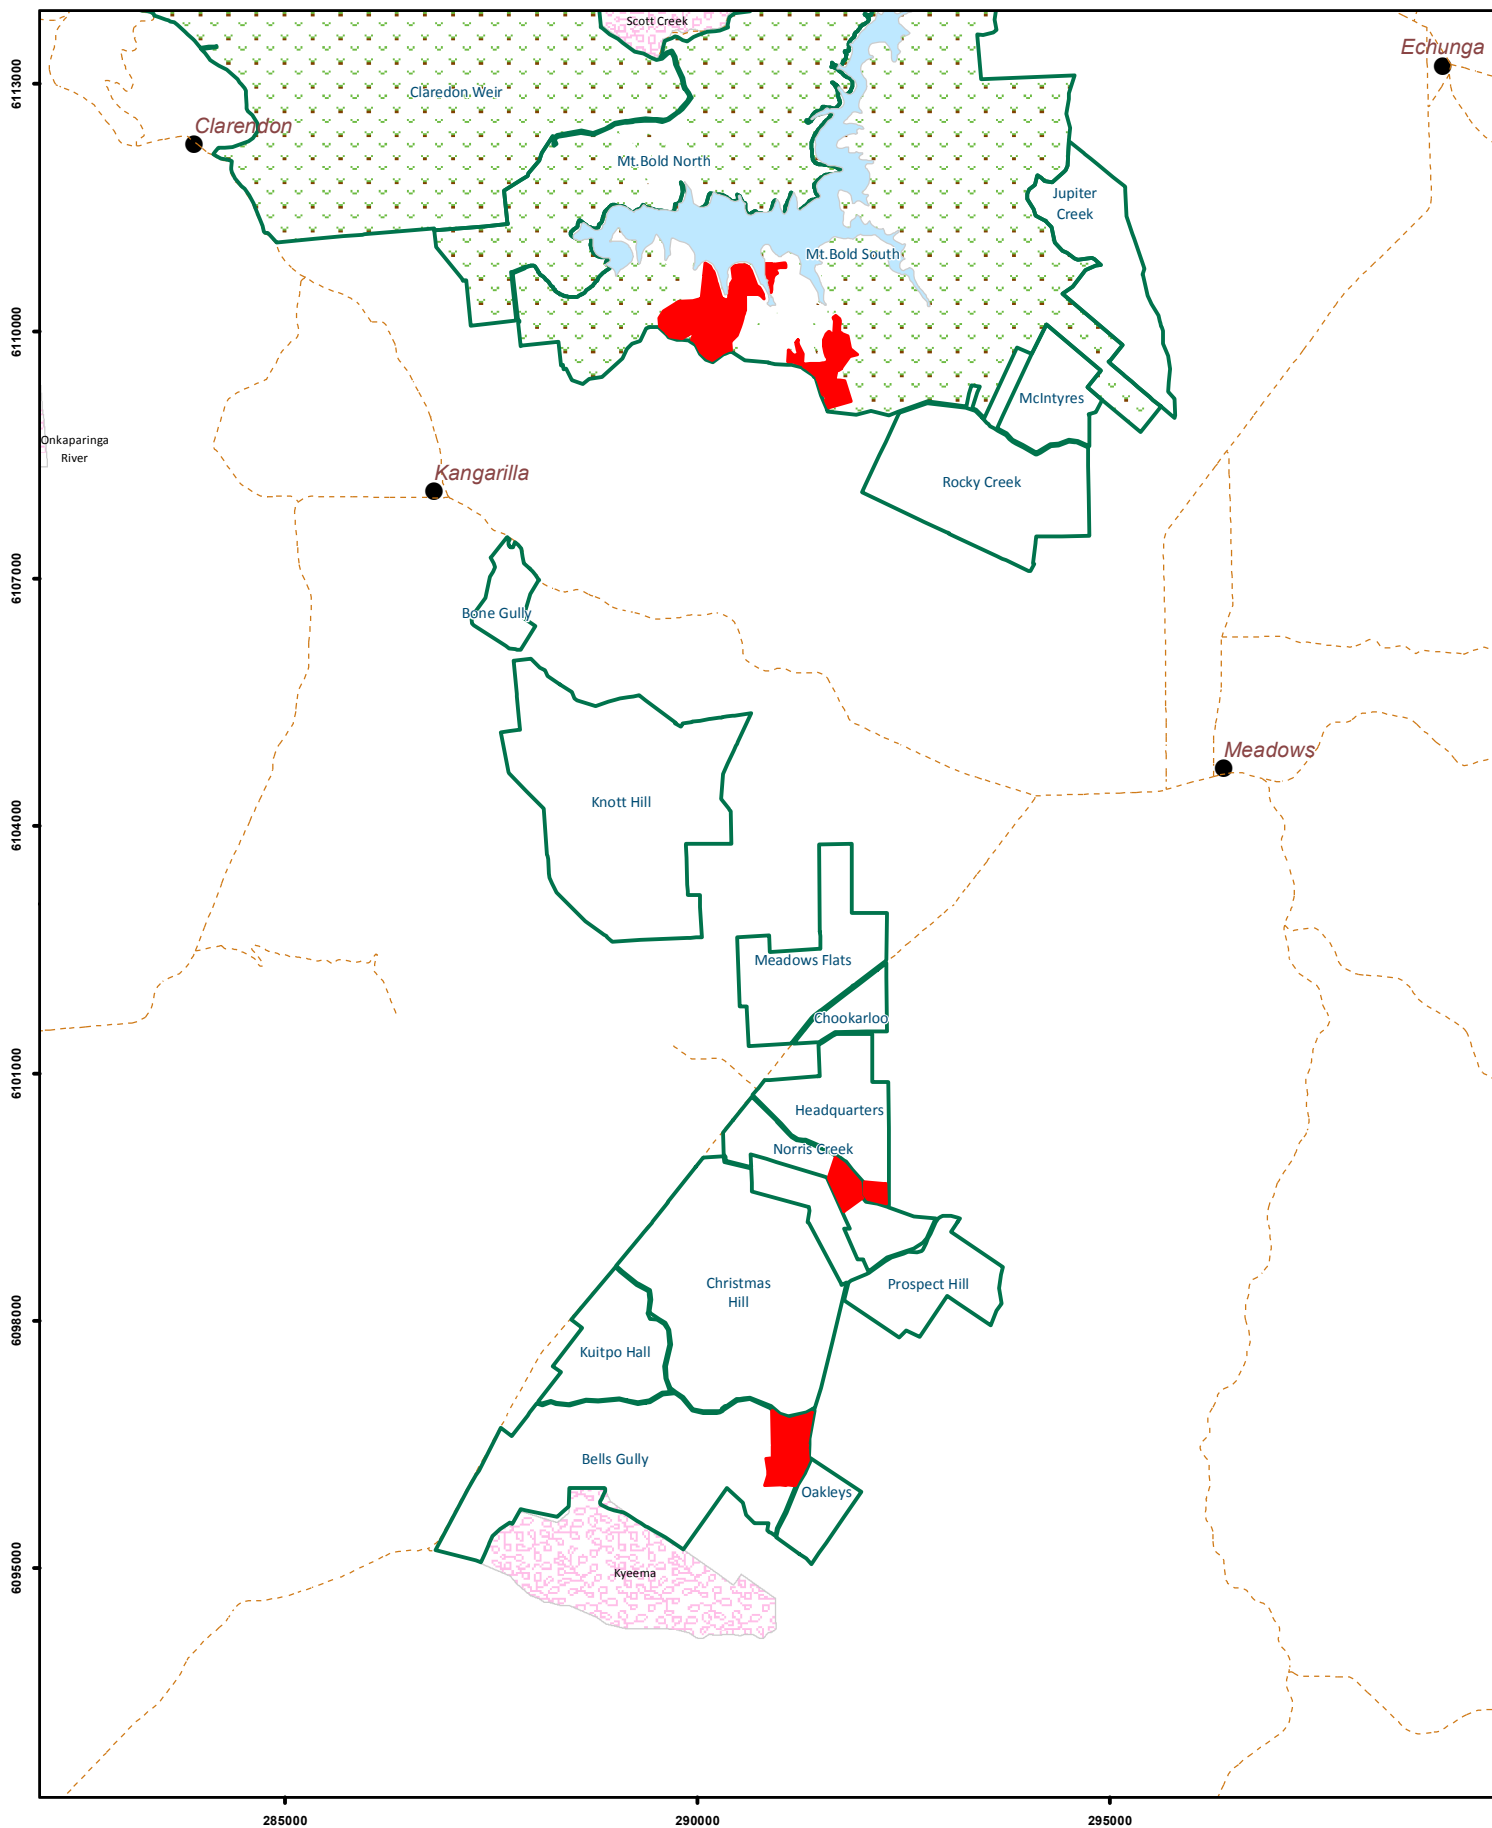 Scott Creek
Echunga
6113000
Claredon Weir
Clarendon
Mt.Bold North
Jupiter
Creek
Mt.Bold South
6110000
McIntyres
Onkaparinga
River
Kangarilla
Rocky Creek
6107000
Bone Gully
Meadows
Knott Hill
6104000
Meadows Flats
Chookarloo
6101000
Headquarters
Norris Creek
Christmas
Hill
Prospect Hill
6098000
Kuitpo Hall
Bells Gully
Oakleys
6095000
Kyeema
285000
290000
295000